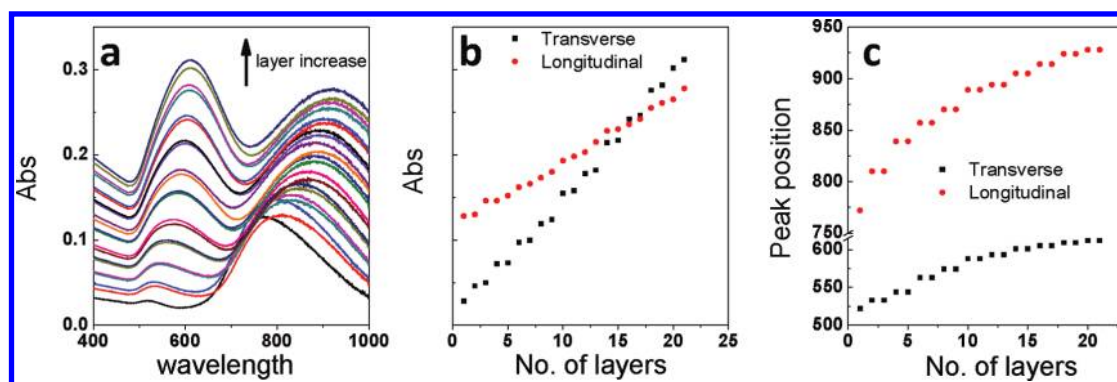 a
layer increase
Abs
0.3
0.2
0.1
0.0
400
600
800
1000
wavelength
b
Transverse
Longitudinal
Abs
0
5
10
15
20
25
No. of layers
c
Transverse
Longitudinal
Peak position
950
900
850
800
750
600
550
500
0
5
10
15
20
No. of layers